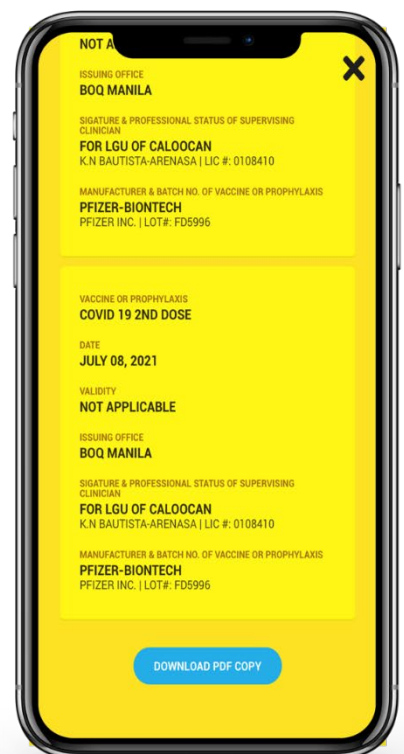 NOT A
ISSUING OFFICE
BOQ MANILA
SIGATURE & PROFESSIONAL STATUS OF SUPERVISING
CLINICIAN
FOR LGU OF CALOOCAN
K.N BAUTISTA-ARENASA | LIC #: 0108410
MANUFACTURER & BATCH NO. OF VACCINE OR PROPHYLAXIS
PFIZER-BIONTECH
PFIZER INC. | LOT#: FD5996
VACCINE OR PROPHYLAXIS
COVID 19 2ND DOSE
DATE
JULY 08, 2021
VALIDITY
NOT APPLICABLE
ISSUING OFFICE
BOQ MANILA
SIGATURE & PROFESSIONAL STATUS OF SUPERVISING
CLINICIAN
FOR LGU OF CALOOCAN
K.N BAUTISTA-ARENASA | LIC #: 0108410
MANUFACTURER & BATCH NO. OF VACCINE OR PROPHYLAXIS
PFIZER-BIONTECH
PFIZER INC. | LOT#: FD5996
DOWNLOAD PDF COPY